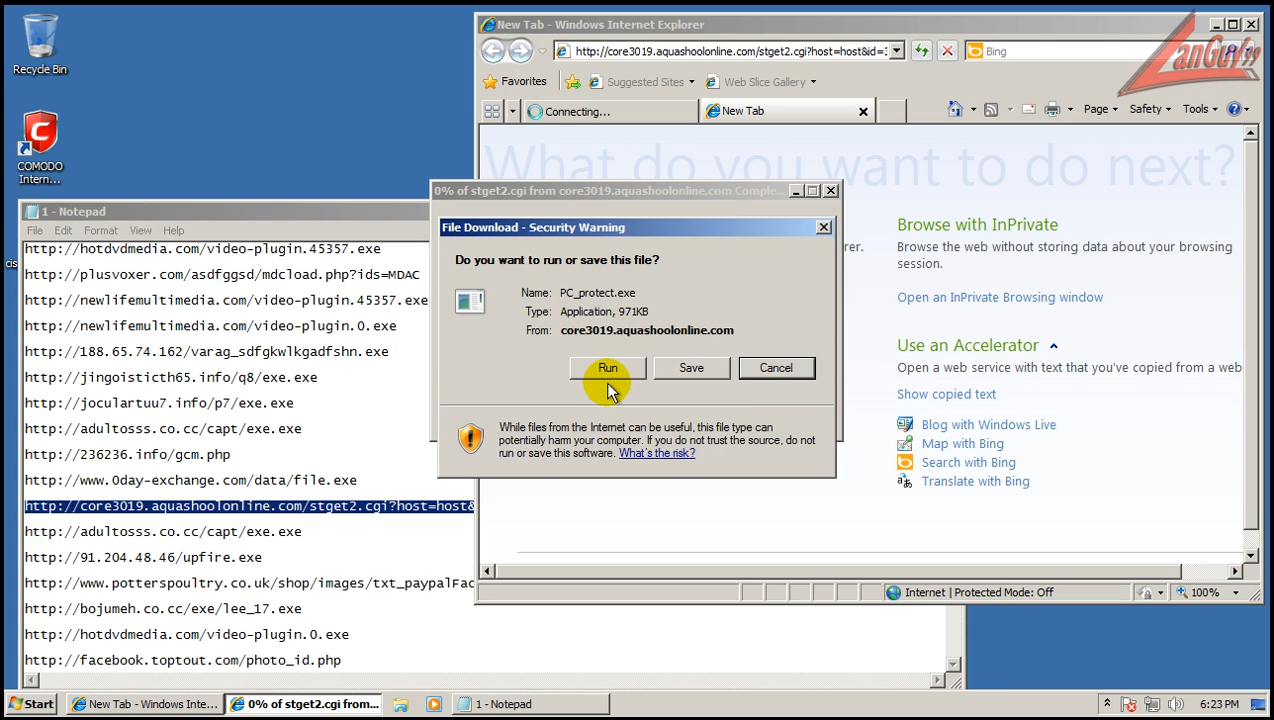 Recycle Bin
COMODO
Intern...
cis
1 - Notepad
File Edit Format View Help
http://hotdvdmedia.com/video-plugin.45357.exe
http://plusvoxer.com/asdfggsd/mdcload.php?ids=MDAC
http://newlifemultimedia.com/video-plugin.45357.exe
http://newlifemultimedia.com/video-plugin.0.exe
http://188.65.74.162/varag_sdfgkwlkgadfshn.exe
http://jingoisticth65.info/q8/exe.exe
http://joculartuu7.info/p7/exe.exe
http://adultosss.co.cc/capt/exe.exe
http://236236.info/gcm.php
http://www.0day-exchange.com/data/file.exe
http://core3019.aquashoolonline.com/stget2.cgi?host=host&
http://adultosss.co.cc/capt/exe.exe
http://91.204.48.46/upfire.exe
http://www.potterspoultry.co.uk/shop/images/txt_paypalFac
http://bojumeh.co.cc/exe/lee_17.exe
http://hotdvdmedia.com/video-plugin.0.exe
http://facebook.toptout.com/photo_id.php
New Tab - Windows Internet Explorer
http://core3019.aquashoolonline.com/stget2.cgi?host=host&id=
Bing
LanGuy99
Favorites Suggested Sites Web Slice Gallery
Connecting... New Tab Page Safety Tools
What do you want to do next?
Browse with InPrivate
Browse the web without storing data about your browsing
session.
Open an InPrivate Browsing window
Use an Accelerator
Open a web service with text that you've copied from a web
Show copied text
Blog with Windows Live
Map with Bing
Search with Bing
Translate with Bing
Internet | Protected Mode: Off 100%
0% of stget2.cgi from core3019.aquashoolonline.com Comple...
er.
File Download - Security Warning
Do you want to run or save this file?
Name: PC_protect.exe
Type: Application, 971KB
From: core3019.aquashoolonline.com
Run Save Cancel
While files from the Internet can be useful, this file type can
potentially harm your computer. If you do not trust the source, do not
run or save this software. What's the risk?
Start New Tab - Windows Inte... 0% of stget2.cgi from... 1 - Notepad 6:23 PM